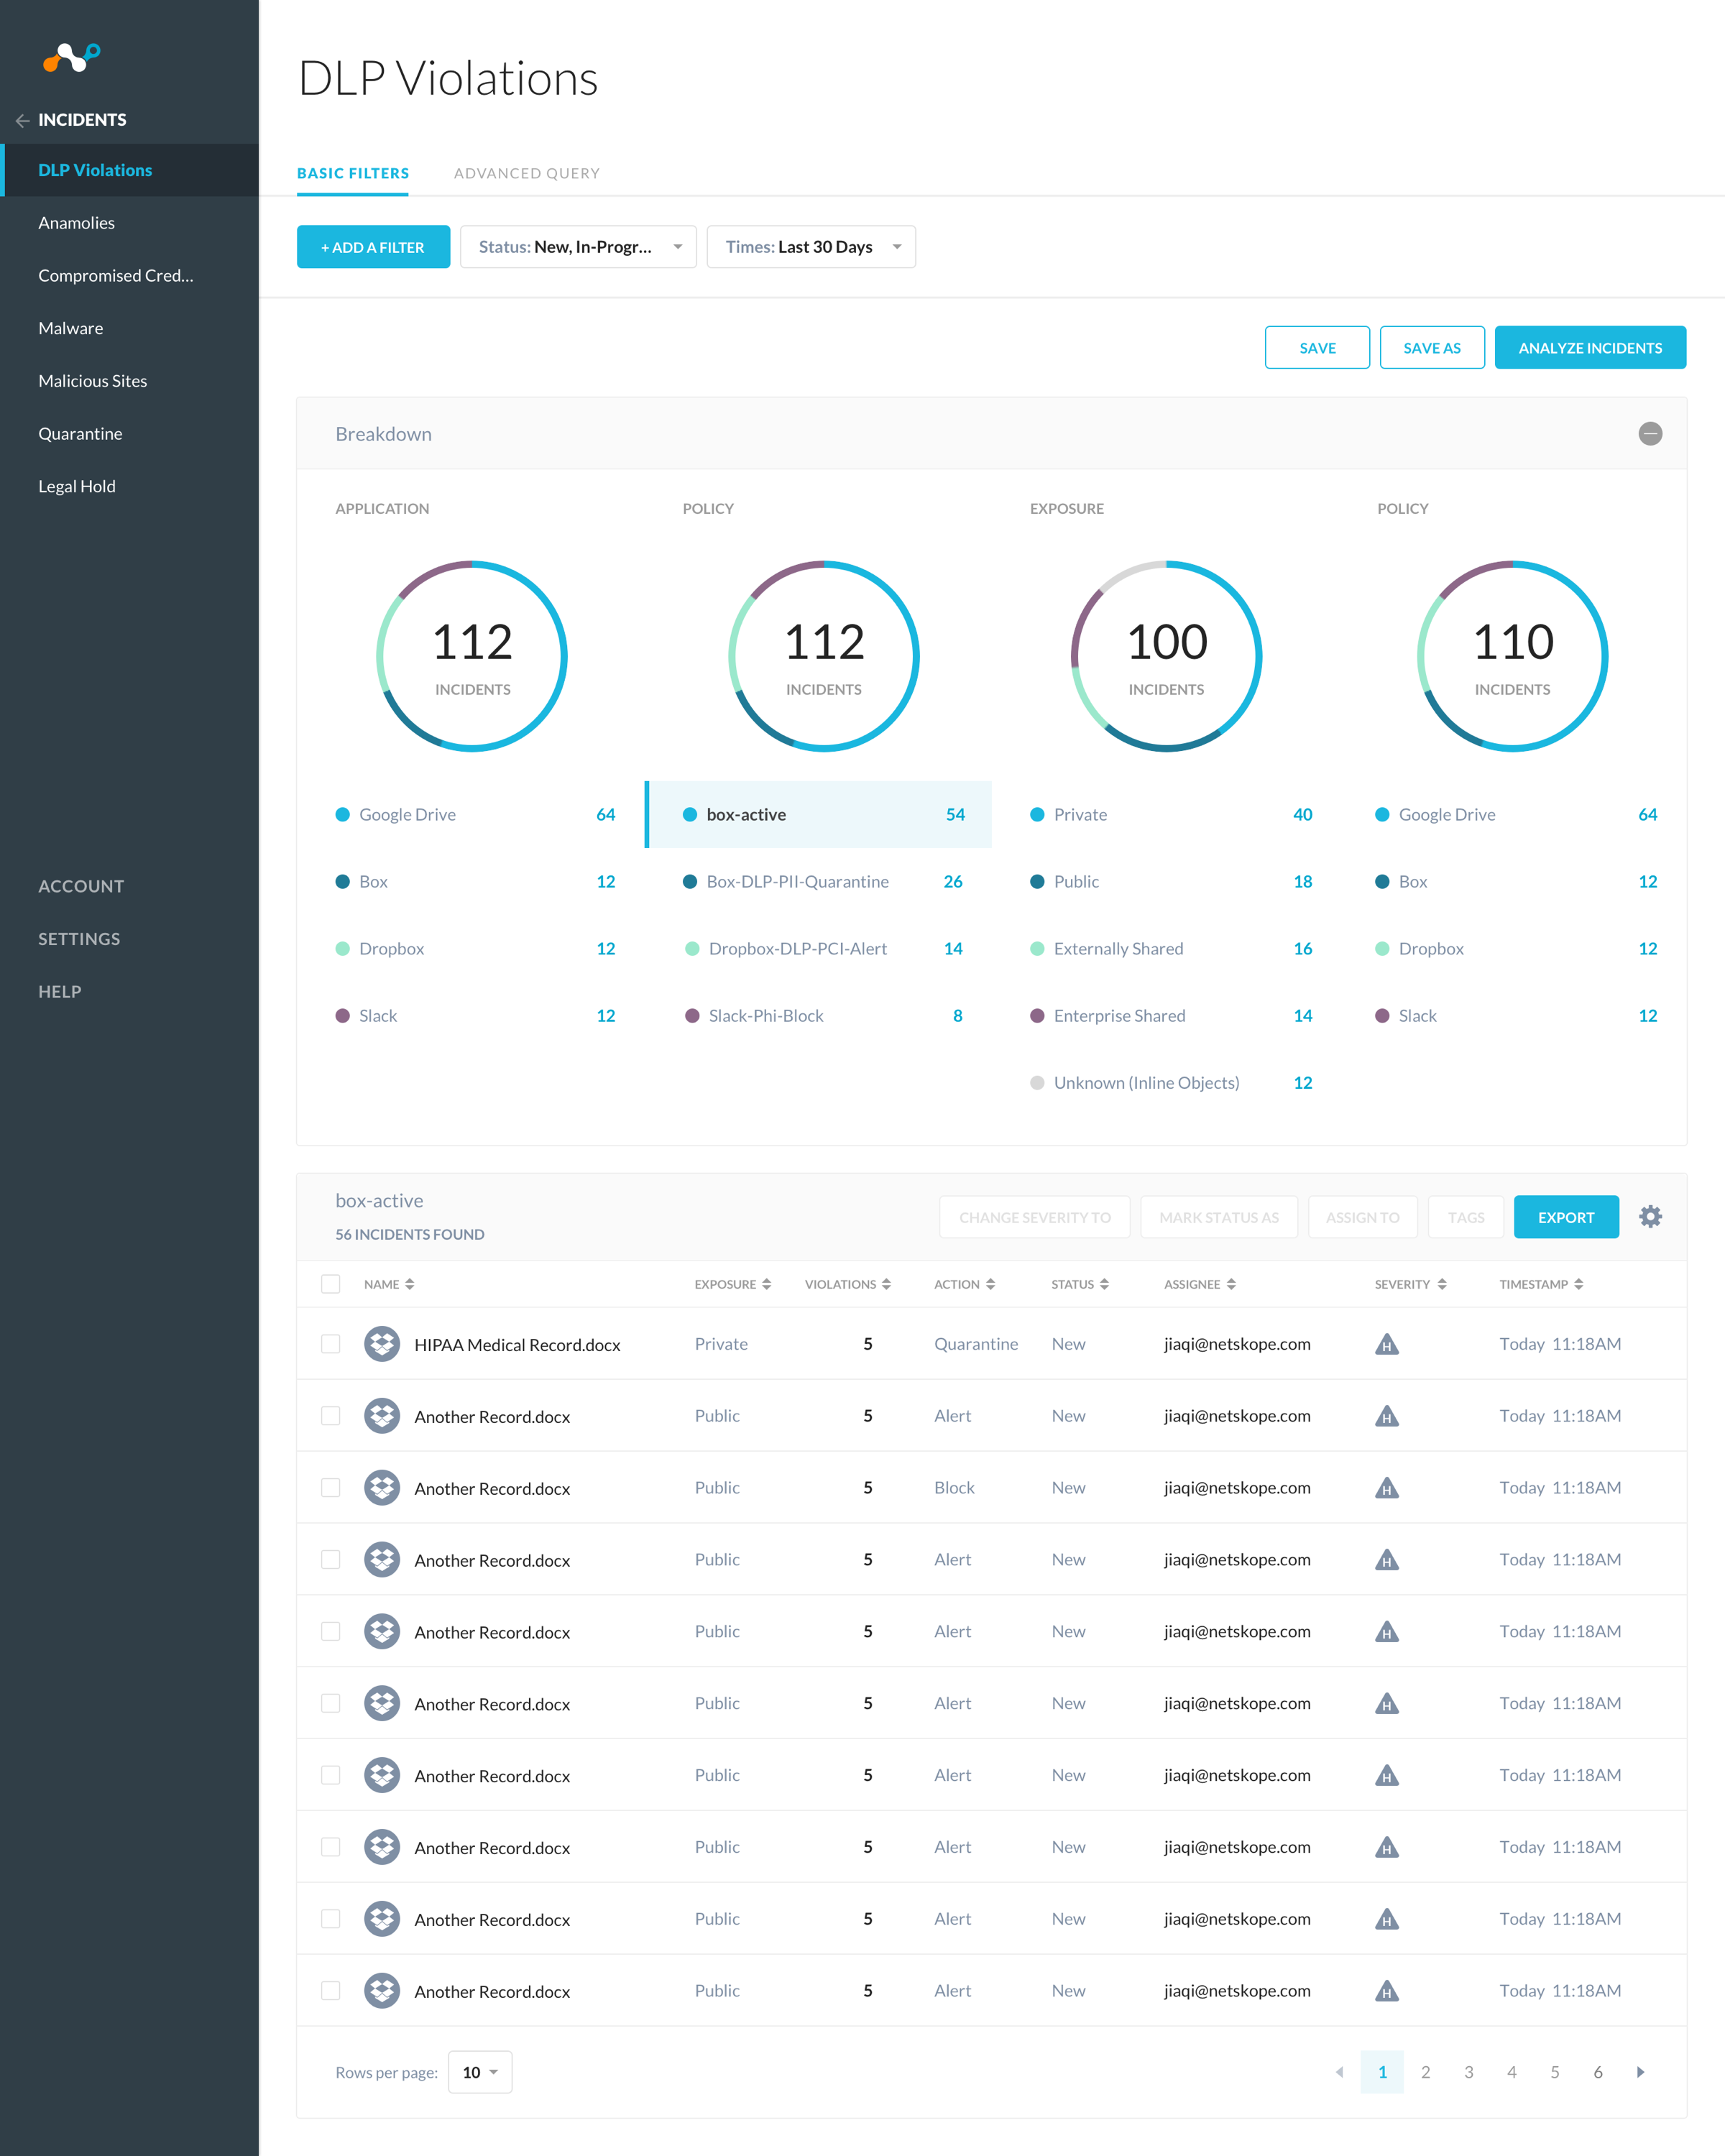 ← INCIDENTS
DLP Violations
Anamolies
Compromised Cred...
Malware
Malicious Sites
Quarantine
Legal Hold
ACCOUNT
SETTINGS
HELP
DLP Violations
BASIC FILTERS ADVANCED QUERY
+ ADD A FILTER Status: New, In-Progr... Times: Last 30 Days
SAVE SAVE AS ANALYZE INCIDENTS
Breakdown
APPLICATION
112
INCIDENTS
Google Drive 64
Box 12
Dropbox 12
Slack 12
POLICY
112
INCIDENTS
box-active 54
Box-DLP-PII-Quarantine 26
Dropbox-DLP-PCI-Alert 14
Slack-Phi-Block 8
EXPOSURE
100
INCIDENTS
Private 40
Public 18
Externally Shared 16
Enterprise Shared 14
Unknown (Inline Objects) 12
POLICY
110
INCIDENTS
Google Drive 64
Box 12
Dropbox 12
Slack 12
box-active
56 INCIDENTS FOUND
CHANGE SEVERITY TO MARK STATUS AS ASSIGN TO TAGS EXPORT
NAME EXPOSURE VIOLATIONS ACTION STATUS ASSIGNEE SEVERITY TIMESTAMP
HIPAA Medical Record.docx Private 5 Quarantine New jiaqi@netskope.com H Today 11:18AM
Another Record.docx Public 5 Alert New jiaqi@netskope.com H Today 11:18AM
Another Record.docx Public 5 Block New jiaqi@netskope.com H Today 11:18AM
Another Record.docx Public 5 Alert New jiaqi@netskope.com H Today 11:18AM
Another Record.docx Public 5 Alert New jiaqi@netskope.com H Today 11:18AM
Another Record.docx Public 5 Alert New jiaqi@netskope.com H Today 11:18AM
Another Record.docx Public 5 Alert New jiaqi@netskope.com H Today 11:18AM
Another Record.docx Public 5 Alert New jiaqi@netskope.com H Today 11:18AM
Another Record.docx Public 5 Alert New jiaqi@netskope.com H Today 11:18AM
Another Record.docx Public 5 Alert New jiaqi@netskope.com H Today 11:18AM
Rows per page: 10 1 2 3 4 5 6